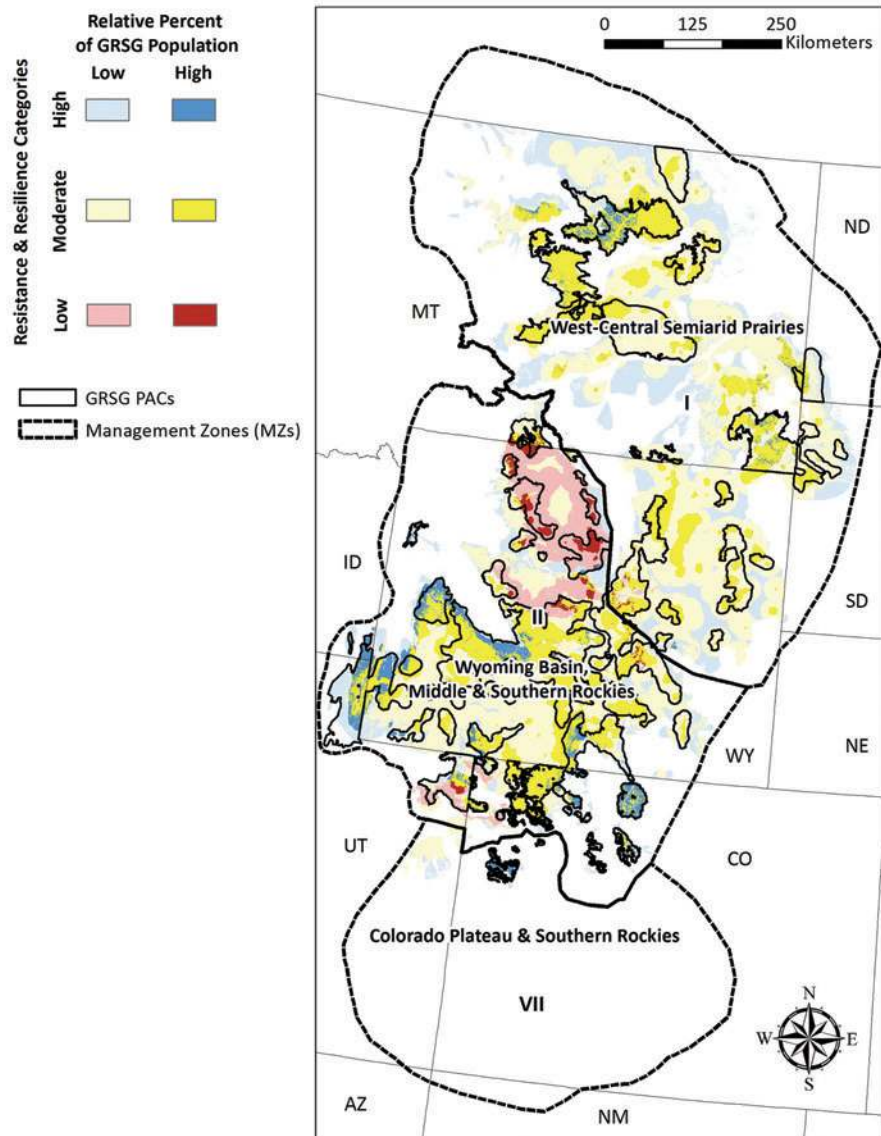 Relative Percent
of GRSG Population
Low
High
Resistance & Resilience Categories
High
Moderate
Low
GRSG PACs
Management Zones (MZs)
0
125
250
Kilometers
ND
MT
West-Central Semiarid Prairies
I
ID
SD
II
Wyoming Basin,
Middle & Southern Rockies
WY
NE
UT
CO
Colorado Plateau & Southern Rockies
VII
N
W
E
S
AZ
NM